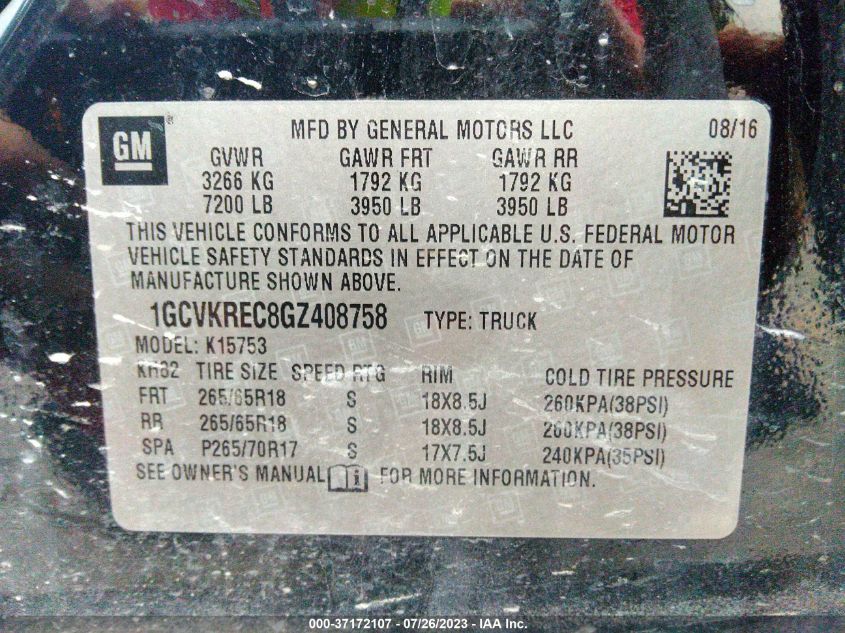 GM ®
MFD BY GENERAL MOTORS LLC 08/16
GVWR GAWR FRT GAWR RR
3266 KG 1792 KG 1792 KG
7200 LB 3950 LB 3950 LB
THIS VEHICLE CONFORMS TO ALL APPLICABLE U.S. FEDERAL MOTOR
VEHICLE SAFETY STANDARDS IN EFFECT ON THE DATE OF
MANUFACTURE SHOWN ABOVE.
1GCVKREC8GZ408758 TYPE: TRUCK
MODEL: K15753
TIRE SIZE SPEED RTG RIM COLD TIRE PRESSURE
FRT 265/65R18 S 18X8.5J 260KPA(38PSI)
RR 265/65R18 S 18X8.5J 260KPA(38PSI)
SPA P265/70R17 S 17X7.5J 240KPA(35PSI)
SEE OWNER'S MANUAL FOR MORE INFORMATION.
000-37172107 - 07/26/2023 - IAA Inc.